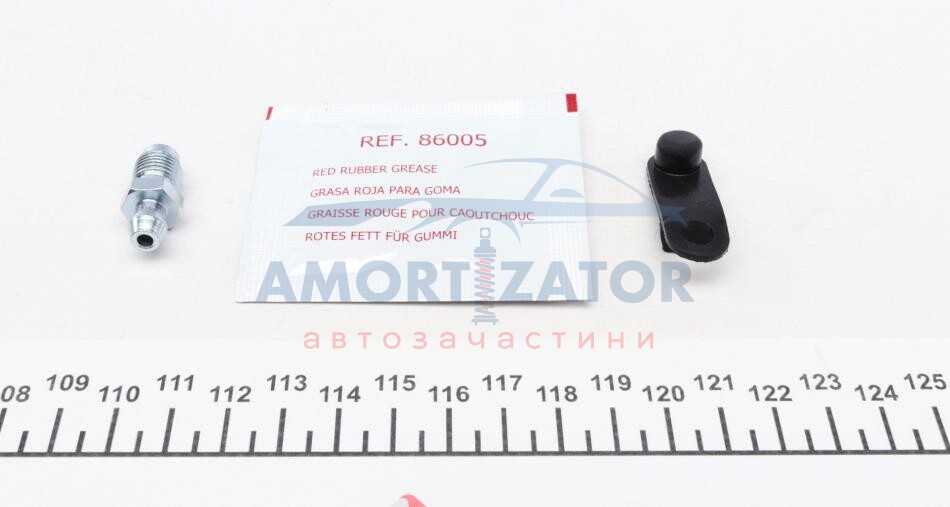 REF. 86005
RED RUBBER GREASE
GRASA ROJA PARA GOMA
GRAISSE ROUGE POUR CAOUTCHOUC
ROTES FETT FÜR GUMMI
AMORTIZATOR
автозачастини
08 109 110 111 112 113 114 115 116 117 118 119 120 121 122 123 124 125